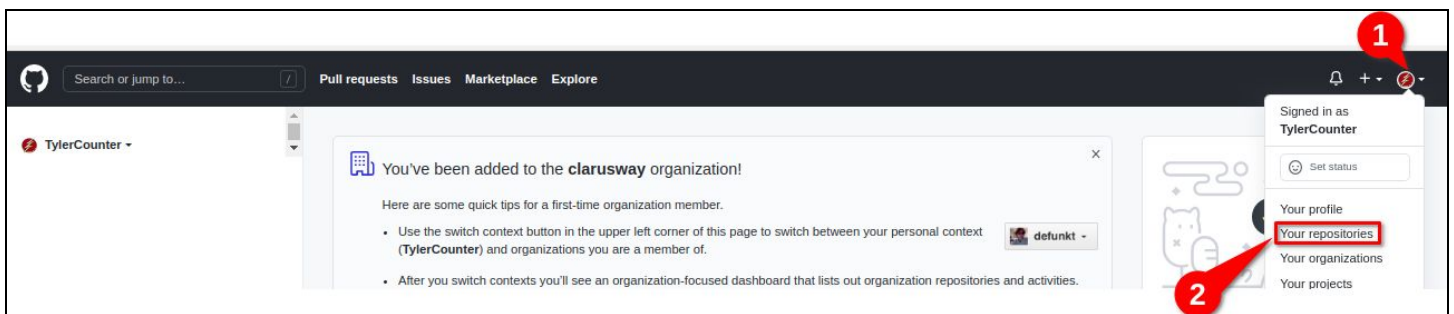 1
Search or jump to...
/
Pull requests Issues Marketplace Explore
TylerCounter
You've been added to the clarusway organization!
x
Here are some quick tips for a first-time organization member.
• Use the switch context button in the upper left corner of this page to switch between your personal context
(TylerCounter) and organizations you are a member of.
defunkt
• After you switch contexts you'll see an organization-focused dashboard that lists out organization repositories and activities.
Signed in as
TylerCounter
Set status
Your profile
Your repositories
Your organizations
Your projects
2